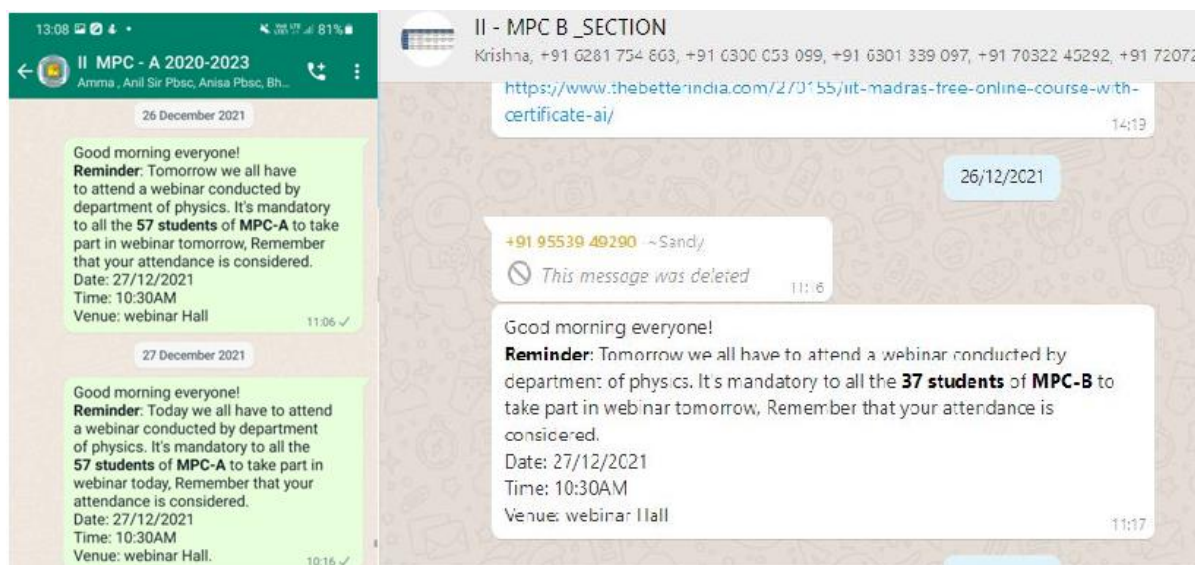 13:08
81%
II MPC - A 2020-2023
Amma , Anil Sir Pbsc, Anisa Pbsc, Bh...
26 December 2021
Good morning everyone!
Reminder: Tomorrow we all have
to attend a webinar conducted by
department of physics. It's mandatory
to all the 57 students of MPC-A to take
part in webinar tomorrow, Remember
that your attendance is considered.
Date: 27/12/2021
Time: 10:30AM
Venue: webinar Hall
11:06
27 December 2021
Good morning everyone!
Reminder: Today we all have to attend
a webinar conducted by department
of physics. It's mandatory to all the
57 students of MPC-A to take part in
webinar today, Remember that your
attendance is considered.
Date: 27/12/2021
Time: 10:30AM
Venue: webinar Hall.
10:16
II - MPC B _SECTION
Krishna, +91 6281 754 863, +91 6300 053 099, +91 6301 339 097, +91 70322 45292, +91 72072
https://www.thebetterindia.com/270155/iit-madras-free-online-course-with-
certificate-ai/
14:19
26/12/2021
+91 95539 49290 ~Sandy
This message was deleted
11:16
Good morning everyone!
Reminder: Tomorrow we all have to attend a webinar conducted by
department of physics. It's mandatory to all the 37 students of MPC-B to
take part in webinar tomorrow, Remember that your attendance is
considered.
Date: 27/12/2021
Time: 10:30AM
Venue: webinar Hall
11:17